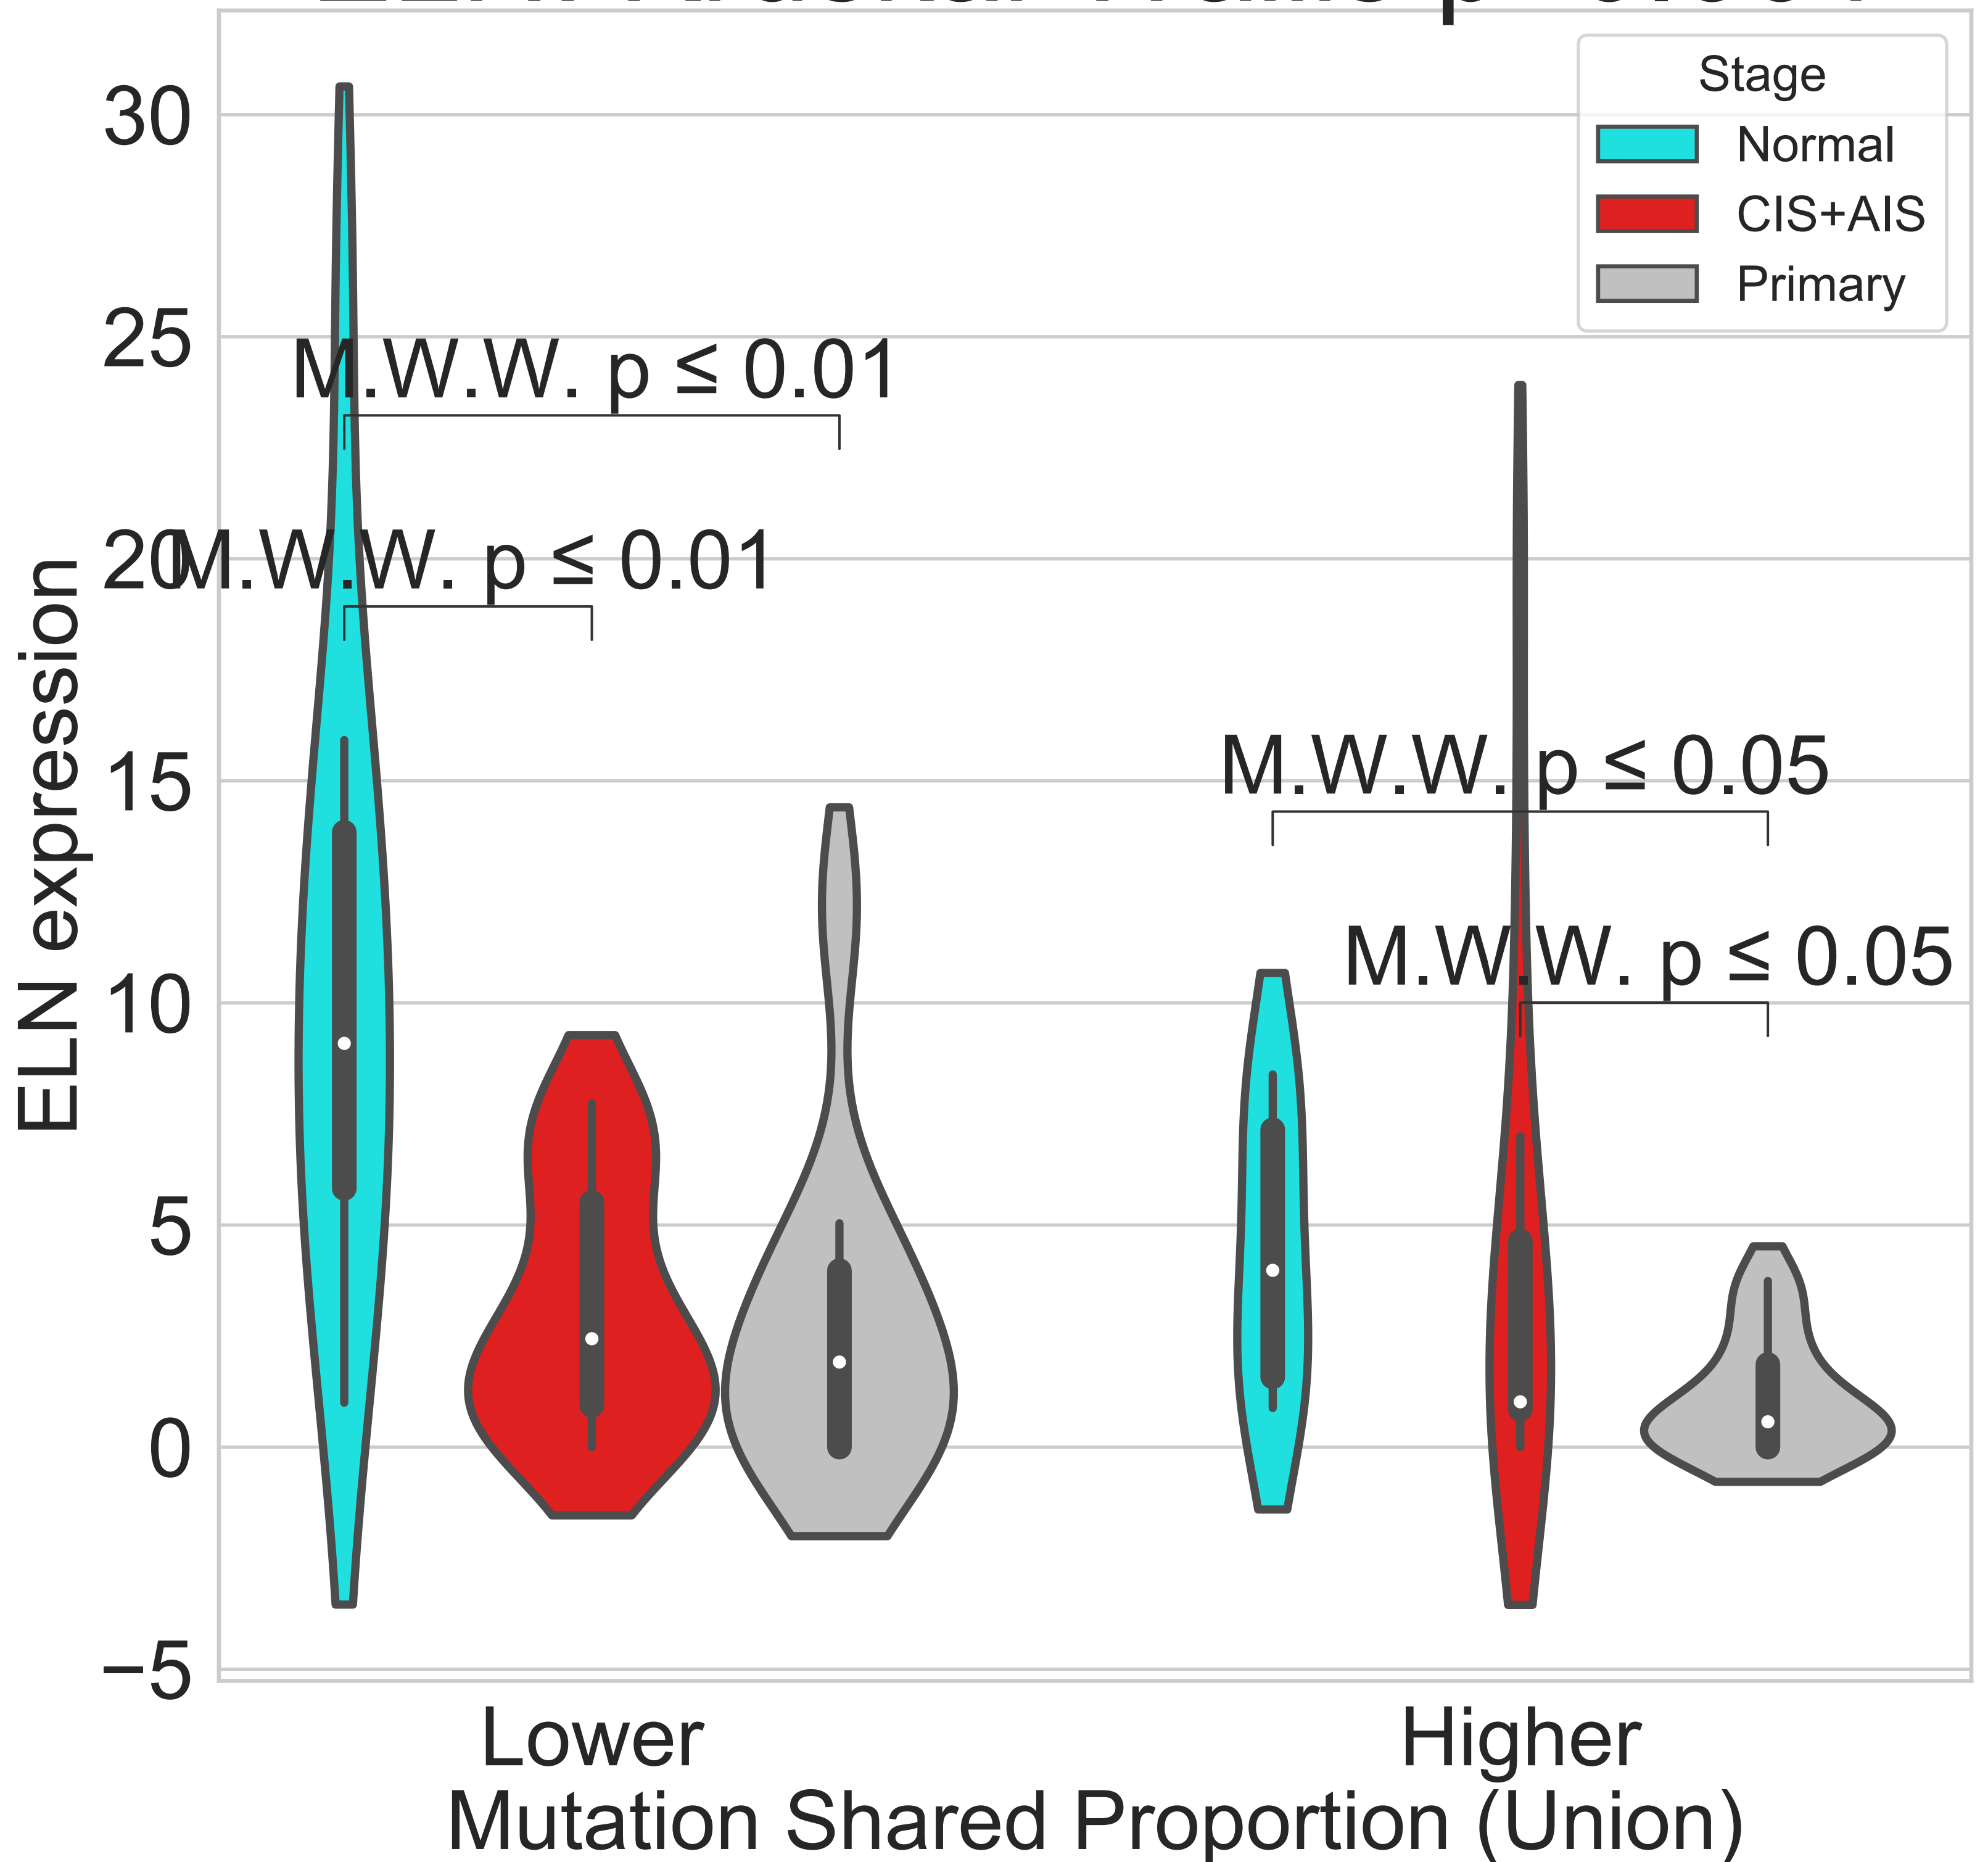 Stage
Normal
CIS+AIS
Primary
30
25
20
15
10
5
0
−5
ELN expression
M.W.W. p ≤ 0.01
M.W.W. p ≤ 0.01
M.W.W. p ≤ 0.05
M.W.W. p ≤ 0.05
Lower
Higher
Mutation Shared Proportion (Union)